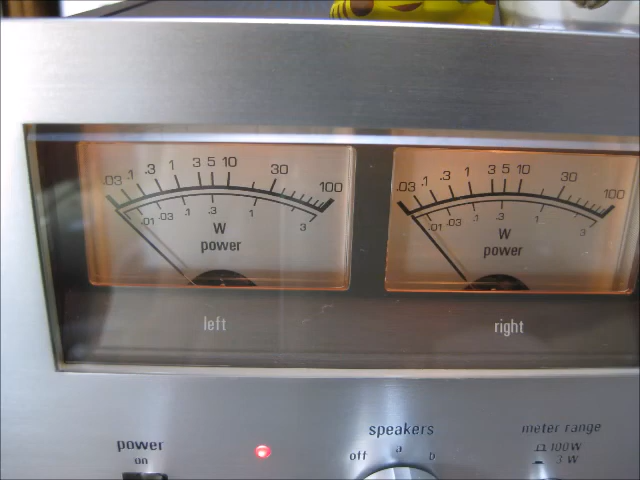 .03 .1 .3 1 3 5 10 30 100
.01 .03 .1 .3 1 3
W
power
left
.03 .1 .3 1 3 5 10 30 100
.01 .03 .1 .3 1 3
W
power
right
power
on
speakers
off a b
meter range
100W
3 W